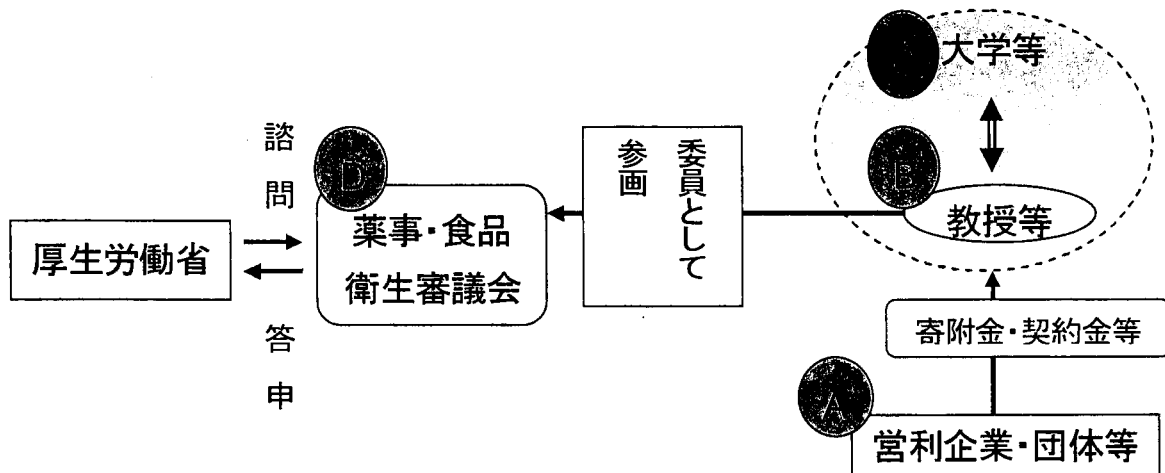 大学等
諮問
D
委員として
参画
B
薬事・食品
衛生審議会
教授等
厚生労働省
答申
寄附金・契約金等
A
営利企業・団体等